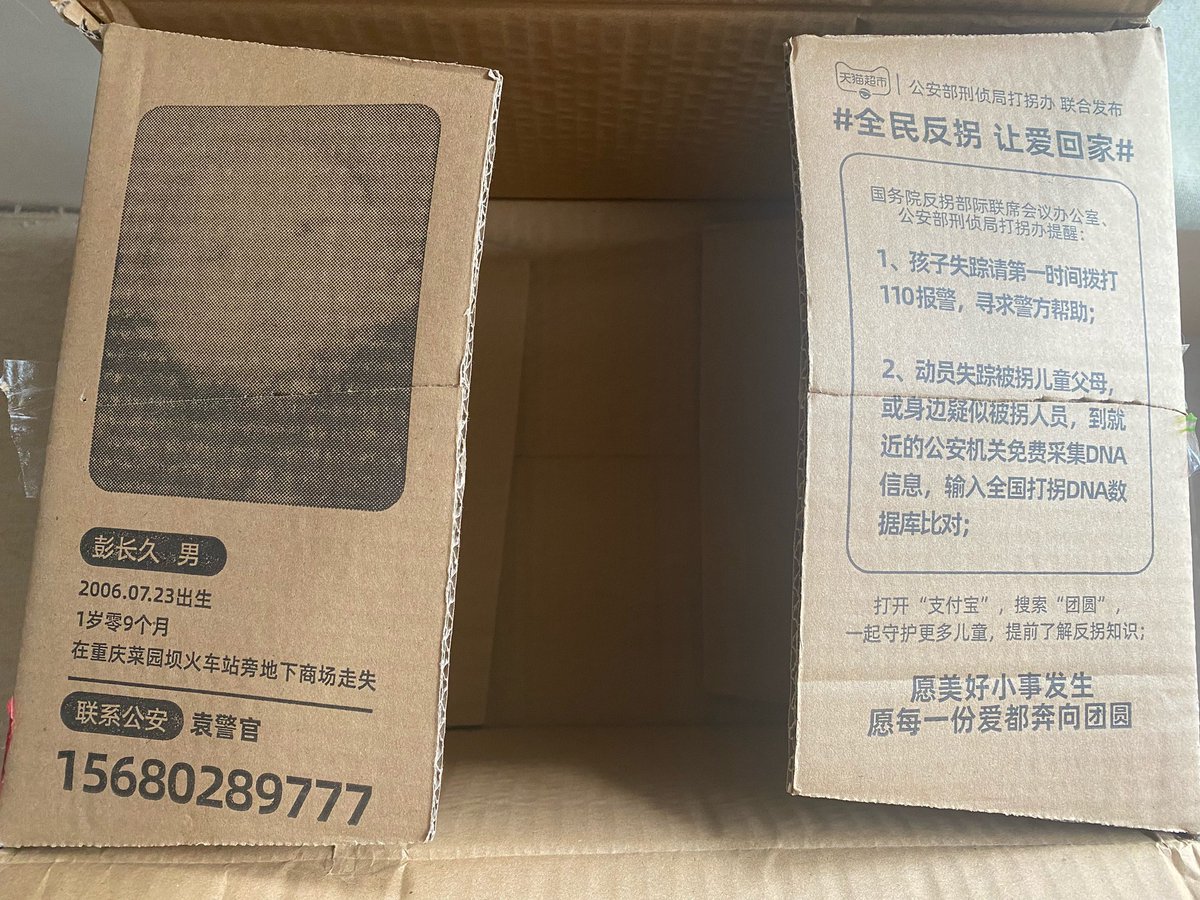 彭长久 男
2006.07.23出生
1岁零9个月
在重庆菜园坝火车站旁地下商场走失
联系公安 袁警官
15680289777
天猫超市 | 公安部刑侦局打拐办 联合发布
#全民反拐 让爱回家#
国务院反拐部际联席会议办公室、
公安部刑侦局打拐办提醒：
1、孩子失踪请第一时间拨打
110报警，寻求警方帮助；
2、动员失踪被拐儿童父母，
或身边疑似被拐人员，到就
近的公安机关免费采集DNA
信息，输入全国打拐DNA数
据库比对；
打开“支付宝”，搜索“团圆”，
一起守护更多儿童，提前了解反拐知识；
愿美好小事发生
愿每一份爱都奔向团圆